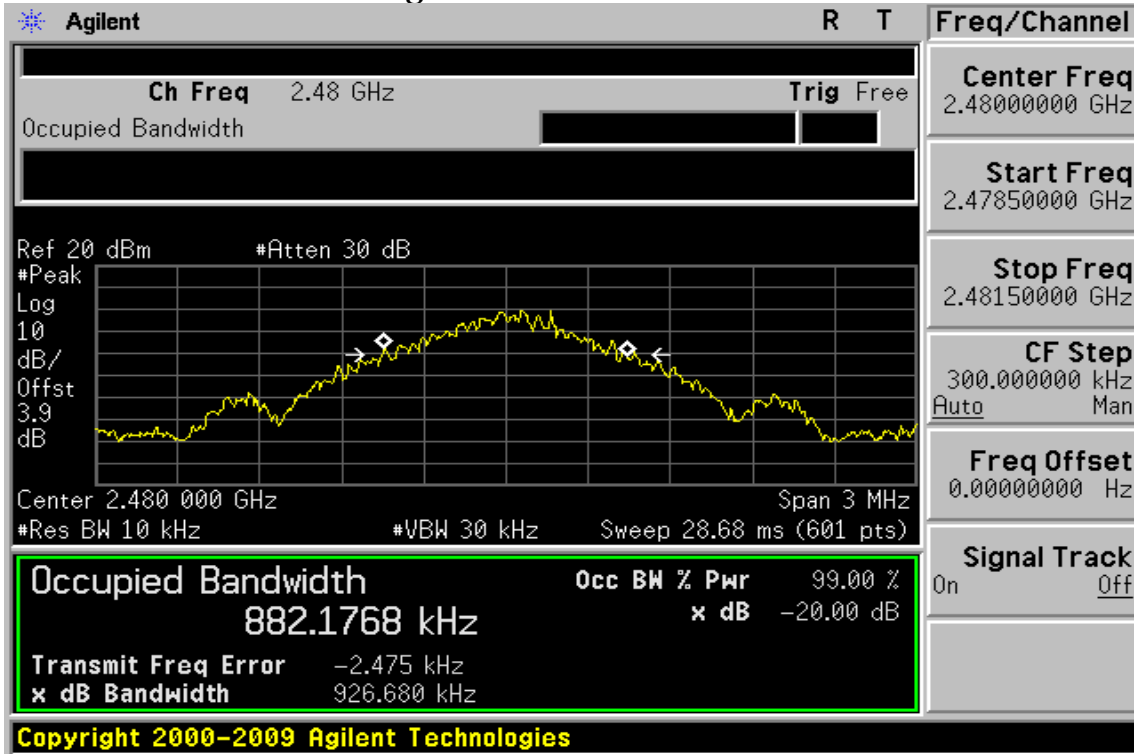 Agilent R T Freq/Channel
Ch Freq 2.48 GHz Trig Free
Occupied Bandwidth
Center Freq
2.48000000 GHz
Start Freq
2.47850000 GHz
Stop Freq
2.48150000 GHz
CF Step
300.000000 kHz
Auto Man
Freq Offset
0.00000000 Hz
Signal Track
On Off
Ref 20 dBm #Atten 30 dB
#Peak
Log
10
dB/
Offst
3.9
dB
Center 2.480 000 GHz Span 3 MHz
#Res BW 10 kHz #VBW 30 kHz Sweep 28.68 ms (601 pts)
Occupied Bandwidth Occ BW % Pwr 99.00 %
882.1768 kHz x dB -20.00 dB
Transmit Freq Error -2.475 kHz
x dB Bandwidth 926.680 kHz
Copyright 2000-2009 Agilent Technologies